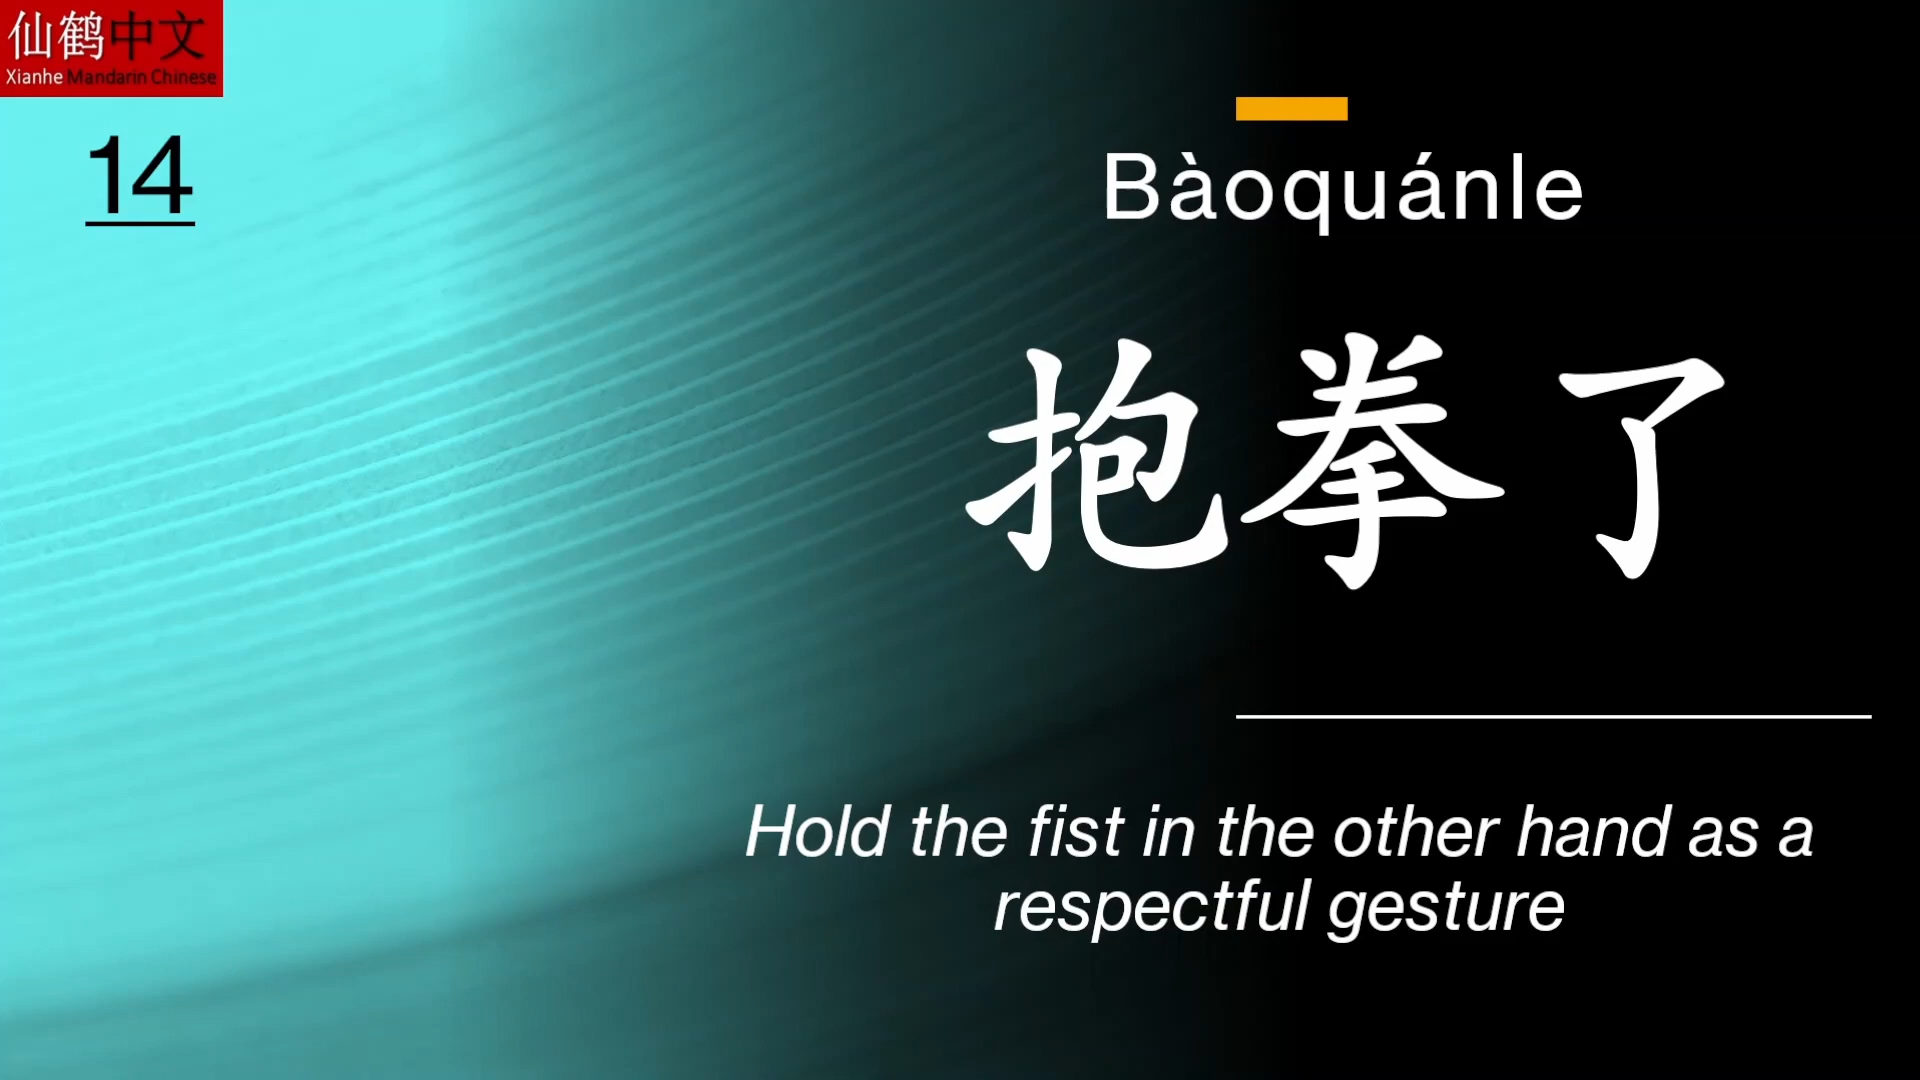 仙鹤中文
Xianhe Mandarin Chinese
14
Bàoquánle
抱拳了
Hold the fist in the other hand as a
respectful gesture